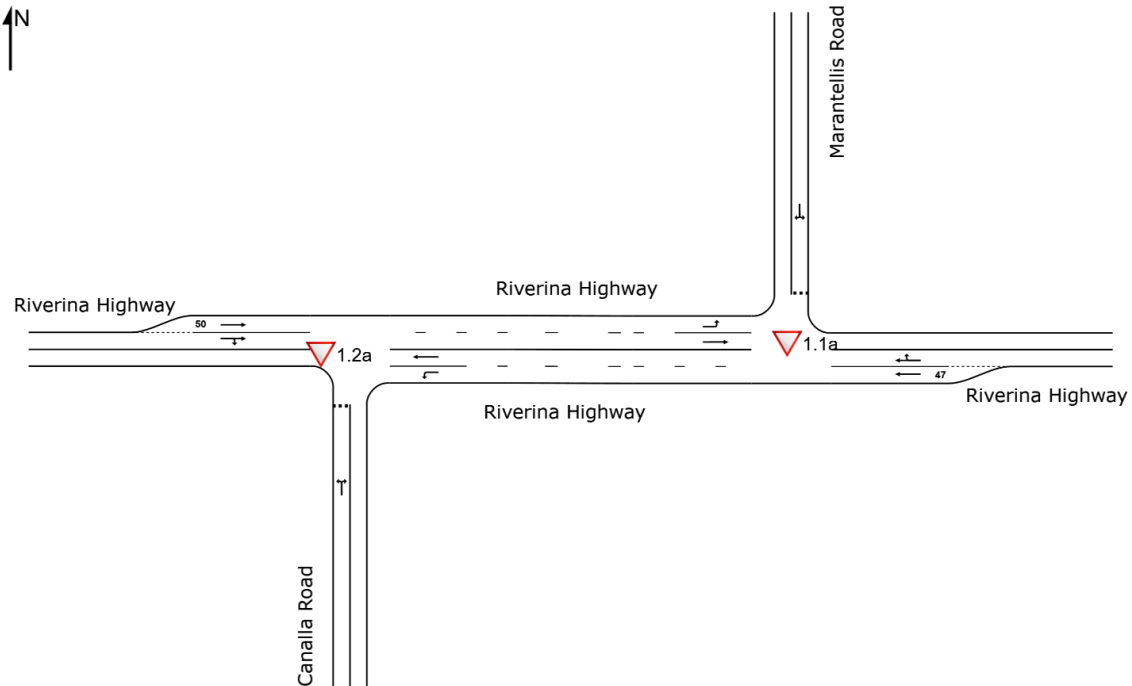 N
Marantellis Road
Riverina Highway
Riverina Highway
50
1.2a
1.1a
47
Riverina Highway
Riverina Highway
Canalla Road